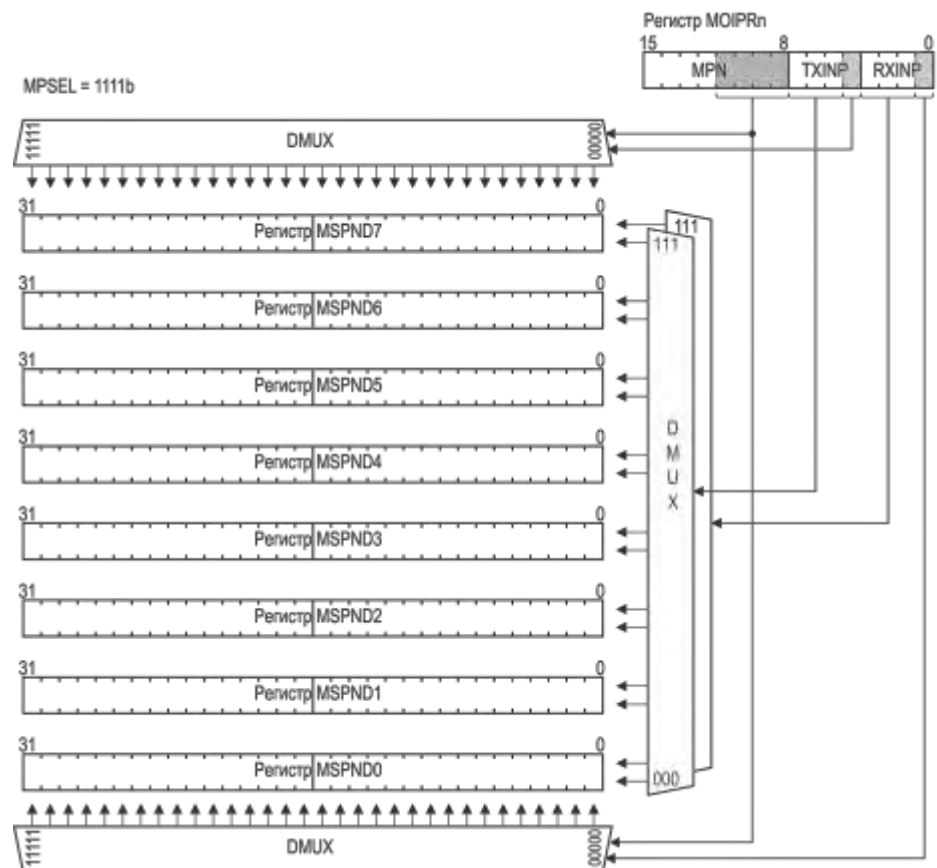 Регистр MOIPRn
15 8 0
MPN TXINP RXINP
MPSEL = 1111b
11111 DMUX 00000
31 0
Регистр MSPND7
111
111
31 0
Регистр MSPND6
31 0
Регистр MSPND5
31 0
Регистр MSPND4
DMUX
31 0
Регистр MSPND3
31 0
Регистр MSPND2
31 0
Регистр MSPND1
31 0
Регистр MSPND0
000
11111 DMUX 00000